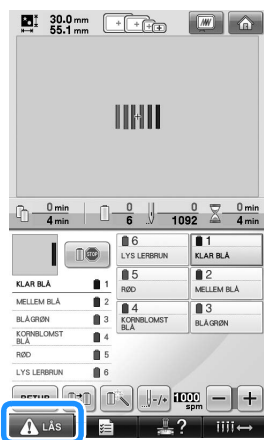 30.0 mm
55.1 mm
0 min
4 min
0
6
0
1092
0 min
4 min
6
LYS LERBRUN
1
KLAR BLÅ
5
RØD
2
MELLEM BLÅ
4
KORNBLOMST
BLÅ
3
BLÅGRØN
KLAR BLÅ 1
MELLEM BLÅ 2
BLÅGRØN 3
KORNBLOMST
BLÅ 4
RØD 5
LYS LERBRUN 6
RETUR
1000
spm
LÅS